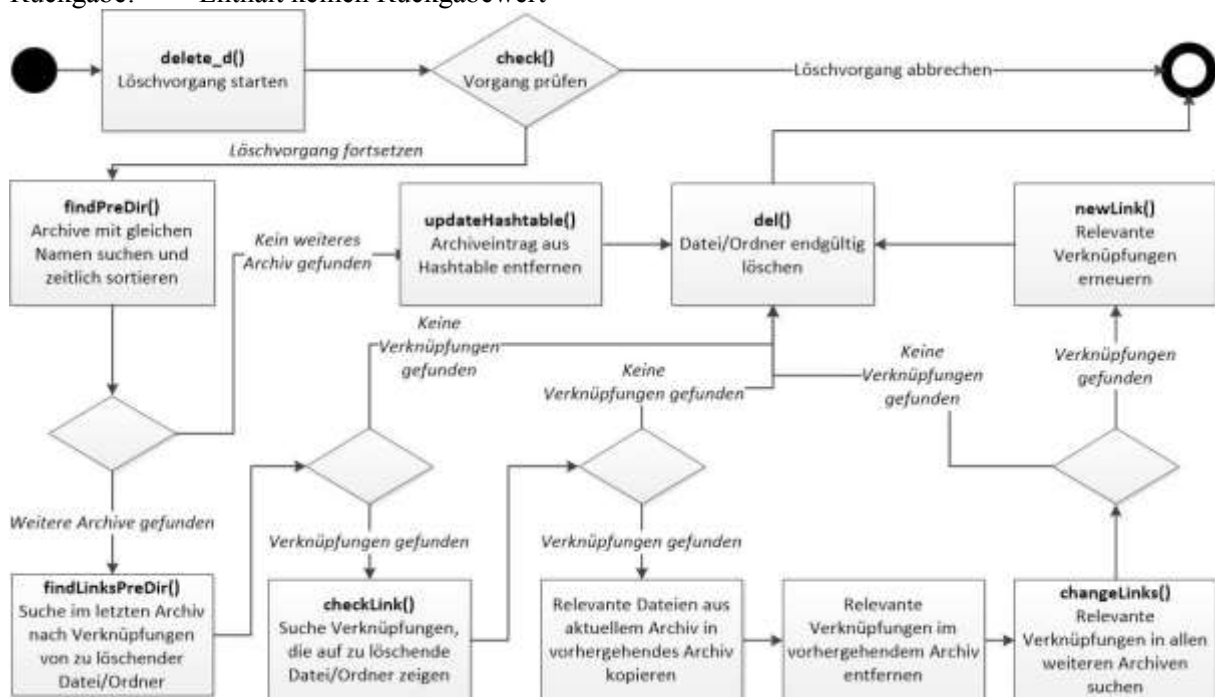 Rückgabe: Enthält keinen Rückgabewert
delete_d()
Löschvorgang starten
check()
Vorgang prüfen
Löschvorgang abbrechen
Löschvorgang fortsetzen
findPreDir()
Archive mit gleichen
Namen suchen und
zeitlich sortieren
Kein weiteres
Archiv gefunden
updateHashtable()
Archiveintrag aus
Hashtable entfernen
del()
Datei/Ordner endgültig
löschen
newLink()
Relevante
Verknüpfungen
erneuern
Keine
Verknüpfungen
gefunden
Keine
Verknüpfungen gefunden
Keine
Verknüpfungen
gefunden
Verknüpfungen
gefunden
Weitere Archive gefunden
Verknüpfungen gefunden
Verknüpfungen gefunden
findLinksPreDir()
Suche im letzten Archiv
nach Verknüpfungen
von zu löschender
Datei/Ordner
checkLink()
Suche Verknüpfungen,
die auf zu löschende
Datei/Ordner zeigen
Relevante Dateien aus
aktuellem Archiv in
vorhergehendes Archiv
kopieren
Relevante
Verknüpfungen im
vorhergehendem Archiv
entfernen
changeLinks()
Relevante
Verknüpfungen in allen
weiteren Archiven
suchen